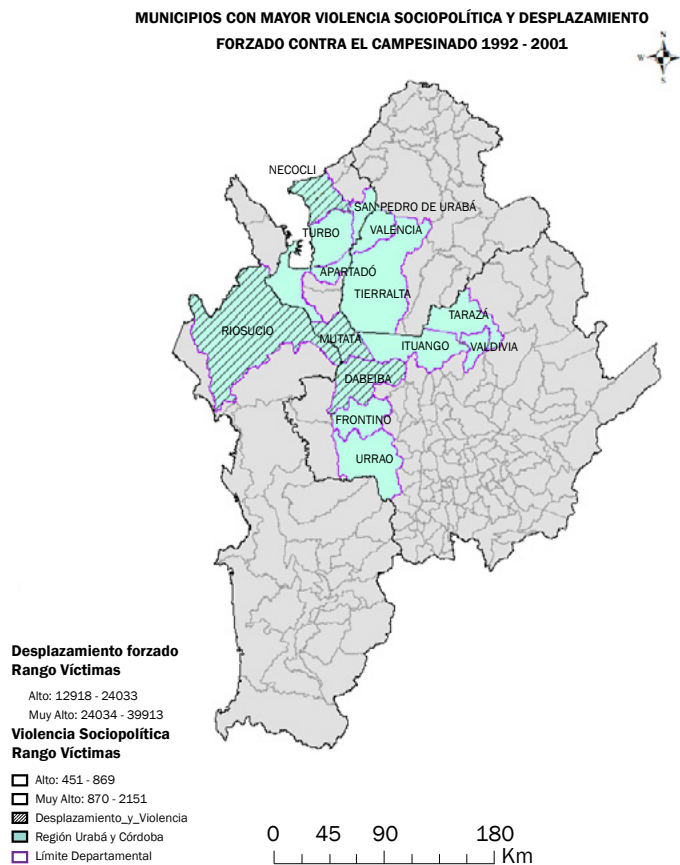 MUNICIPIOS CON MAYOR VIOLENCIA SOCIOPOLÍTICA Y DESPLAZAMIENTO
FORZADO CONTRA EL CAMPESINADO 1992 - 2001
N
W E
S
NECOCLI
SAN PEDRO DE URABÁ
TURBO
VALENCIA
APARTADÓ
TIERRALTA
TARAZÁ
RIOSUCIO
MUTATÁ
ITUANGO
VALDIVIA
DABEIBA
FRONTINO
URRAO
Desplazamiento forzado
Rango Víctimas
Alto: 12918 - 24033
Muy Alto: 24034 - 39913
Violencia Sociopolítica
Rango Víctimas
Alto: 451 - 869
Muy Alto: 870 - 2151
Desplazamiento_y_Violencia
Región Urabá y Córdoba
Límite Departamental
0 45 90 180
Km